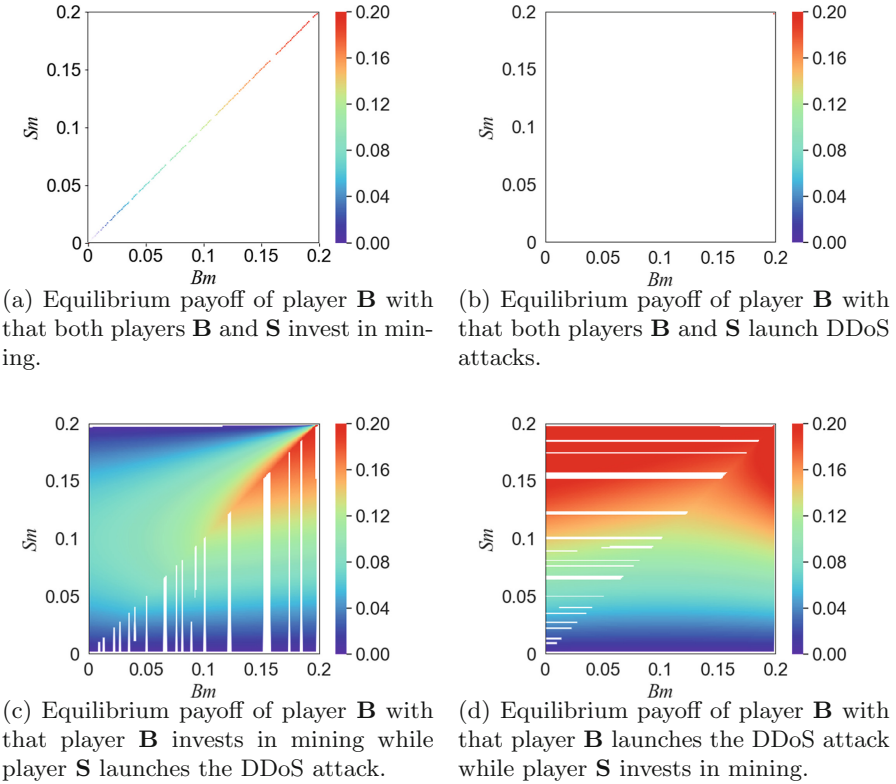 0.2
0.15
0.1
0.05
0
Sm
0 0.05 0.1 0.15 0.2
Bm
0.20
0.16
0.12
0.08
0.04
0.00
(a) Equilibrium payoff of player B with
that both players B and S invest in min-
ing.
0.2
0.15
0.1
0.05
0
Sm
0 0.05 0.1 0.15 0.2
Bm
0.20
0.16
0.12
0.08
0.04
0.00
(b) Equilibrium payoff of player B with
that both players B and S launch DDoS
attacks.
0.2
0.15
0.1
0.05
0
Sm
0 0.05 0.1 0.15 0.2
Bm
0.20
0.16
0.12
0.08
0.04
0.00
(c) Equilibrium payoff of player B with
that player B invests in mining while
player S launches the DDoS attack.
0.2
0.15
0.1
0.05
0
Sm
0 0.05 0.1 0.15 0.2
Bm
0.20
0.16
0.12
0.08
0.04
0.00
(d) Equilibrium payoff of player B with
that player B launches the DDoS attack
while player S invests in mining.